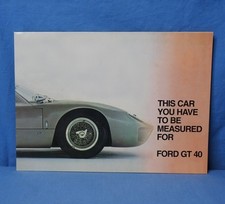 THIS CAR
YOU HAVE
TO BE
MEASURED
FOR
FORD GT 40